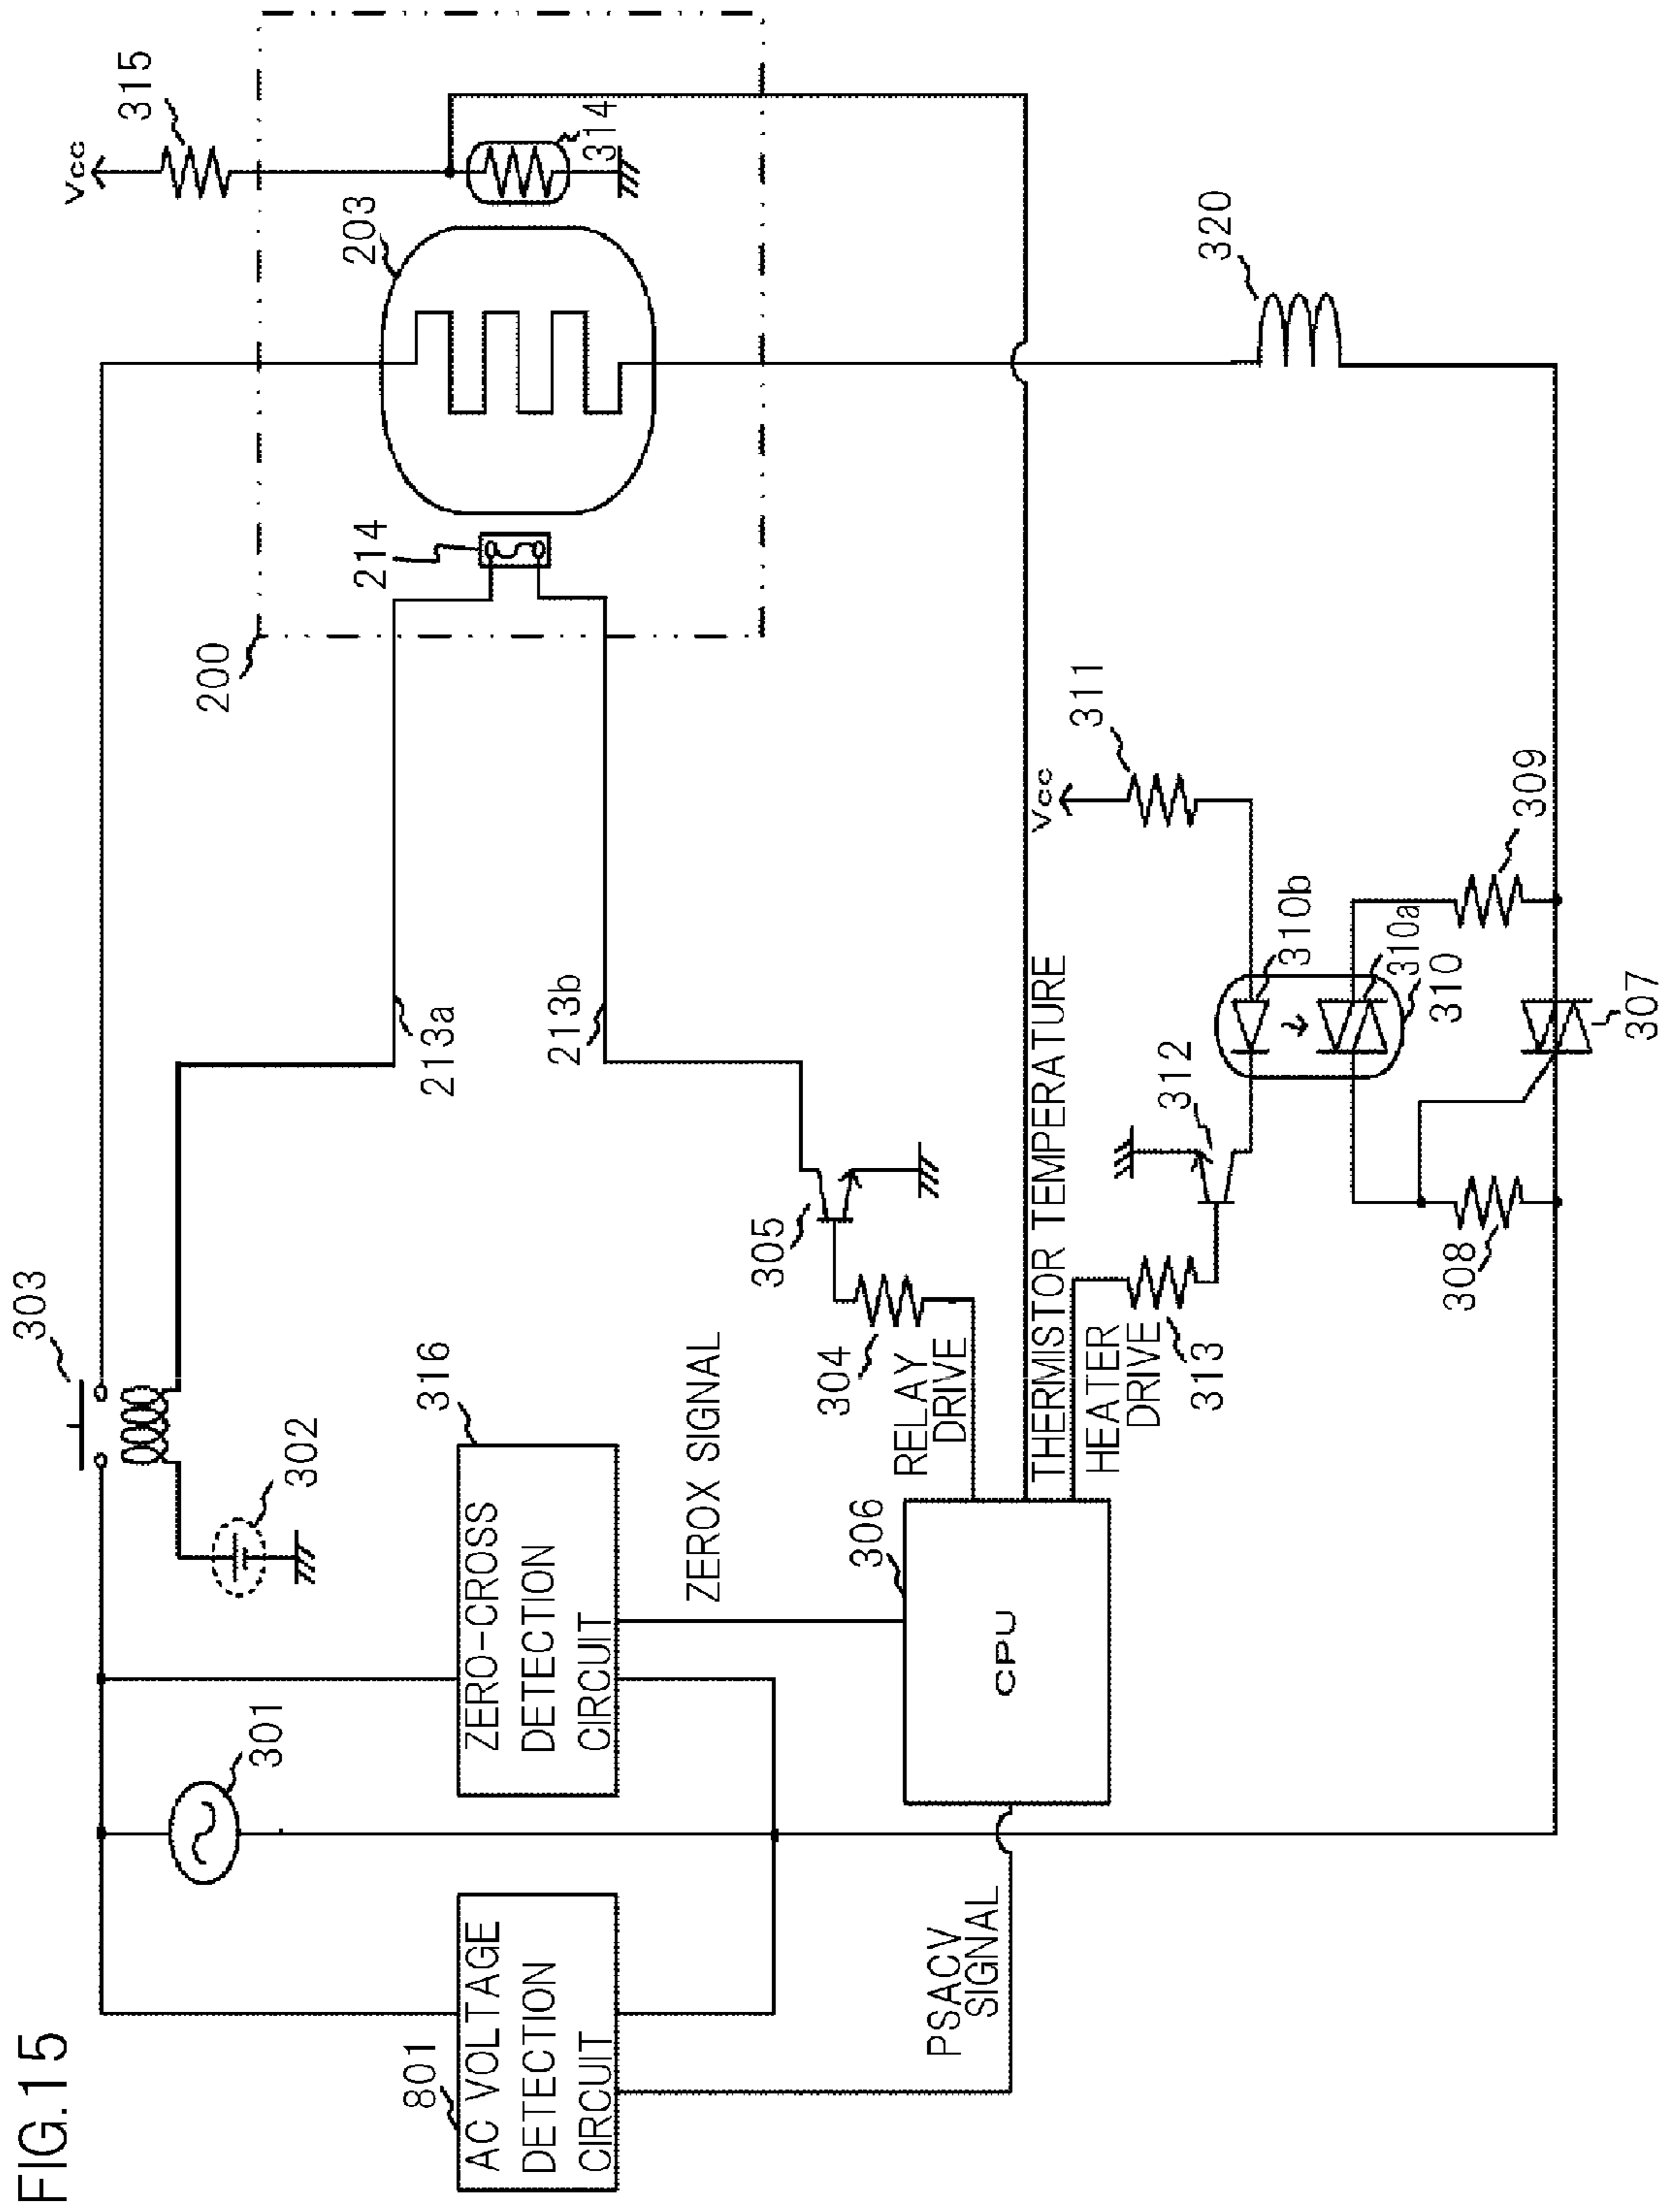 FIG.15
801
AC VOLTAGE
DETECTION
CIRCUIT
PSACV
SIGNAL
301
316
ZERO-CROSS
DETECTION
CIRCUIT
ZEROX SIGNAL
303
302
306
CPU
RELAY
DRIVE
THERMISTOR TEMPERATURE
HEATER
DRIVE
304
305
313
312
213a
213b
200
214
203
Vcc
315
314
Vcc
311
310b
310a
310
309
308
307
320